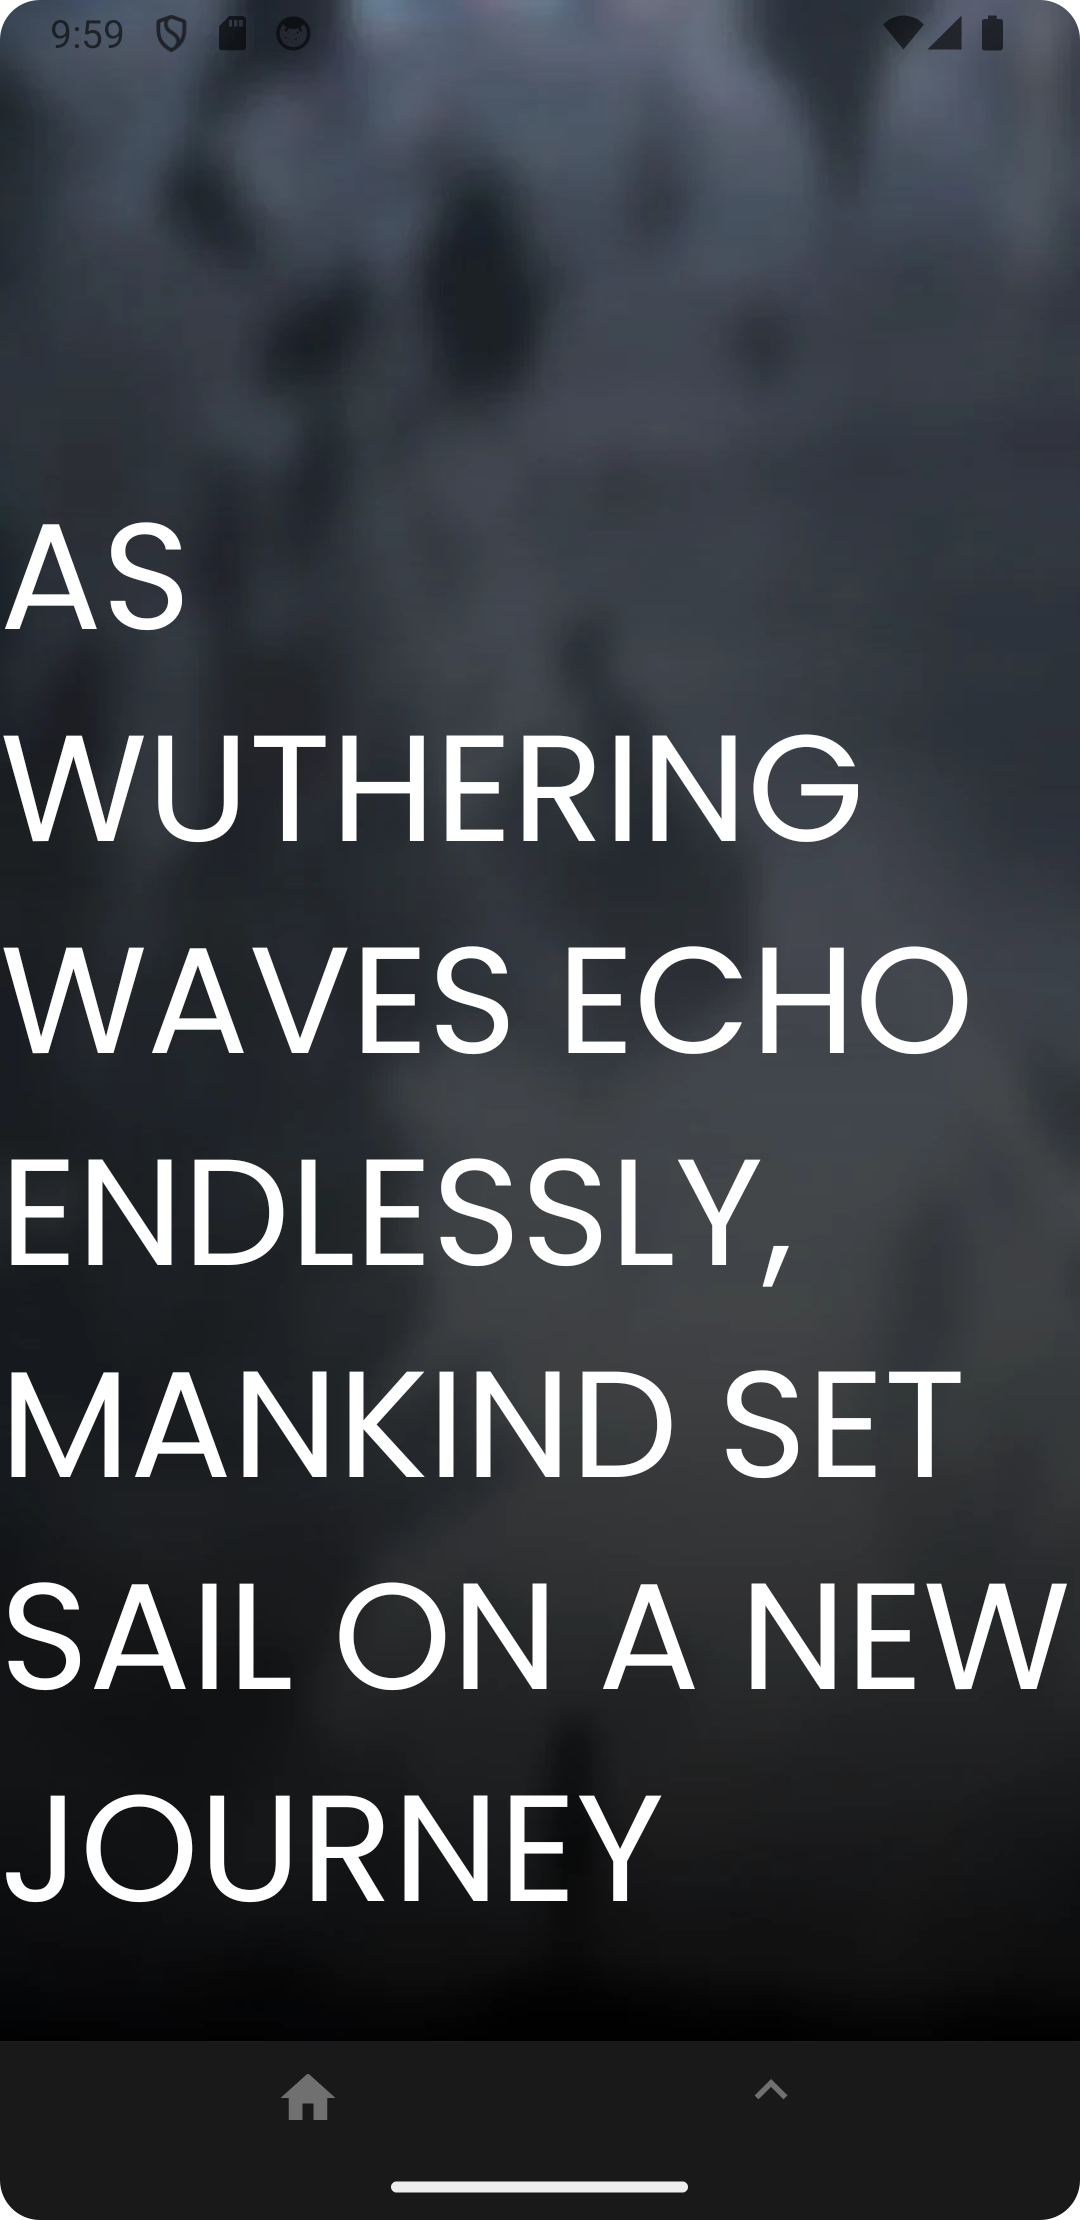 9:59
AS
WUTHERING
WAVES ECHO
ENDLESSLY,
MANKIND SET
SAIL ON A NEW
JOURNEY